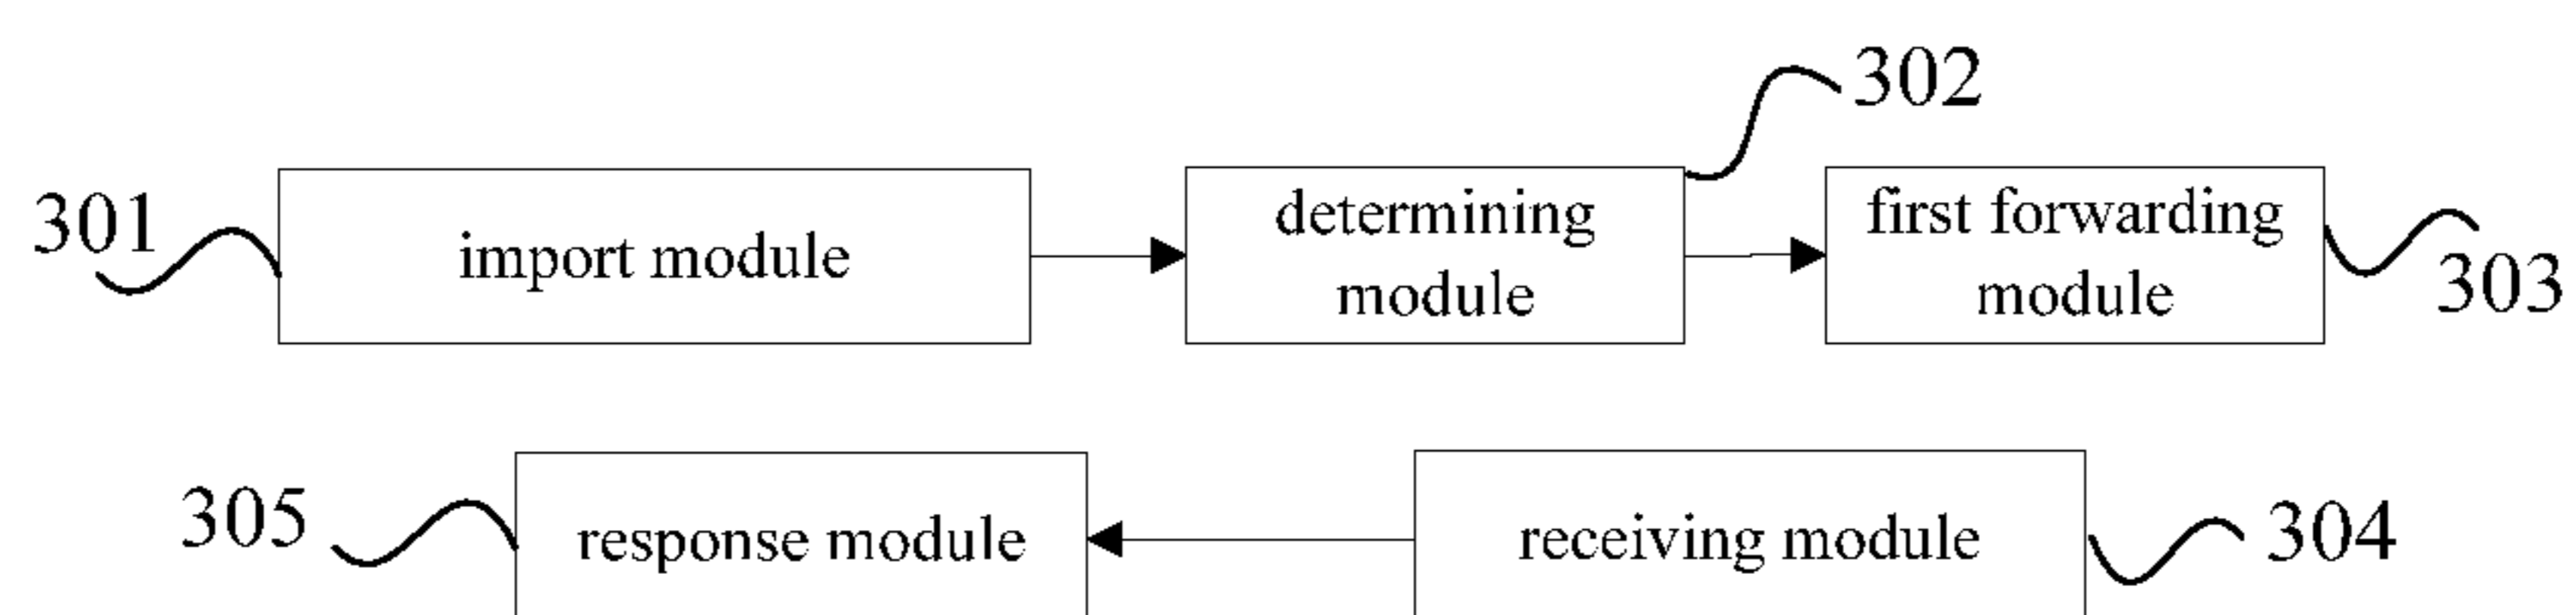 302
301
import module
determining
module
first forwarding
module
303
305
response module
receiving module
304